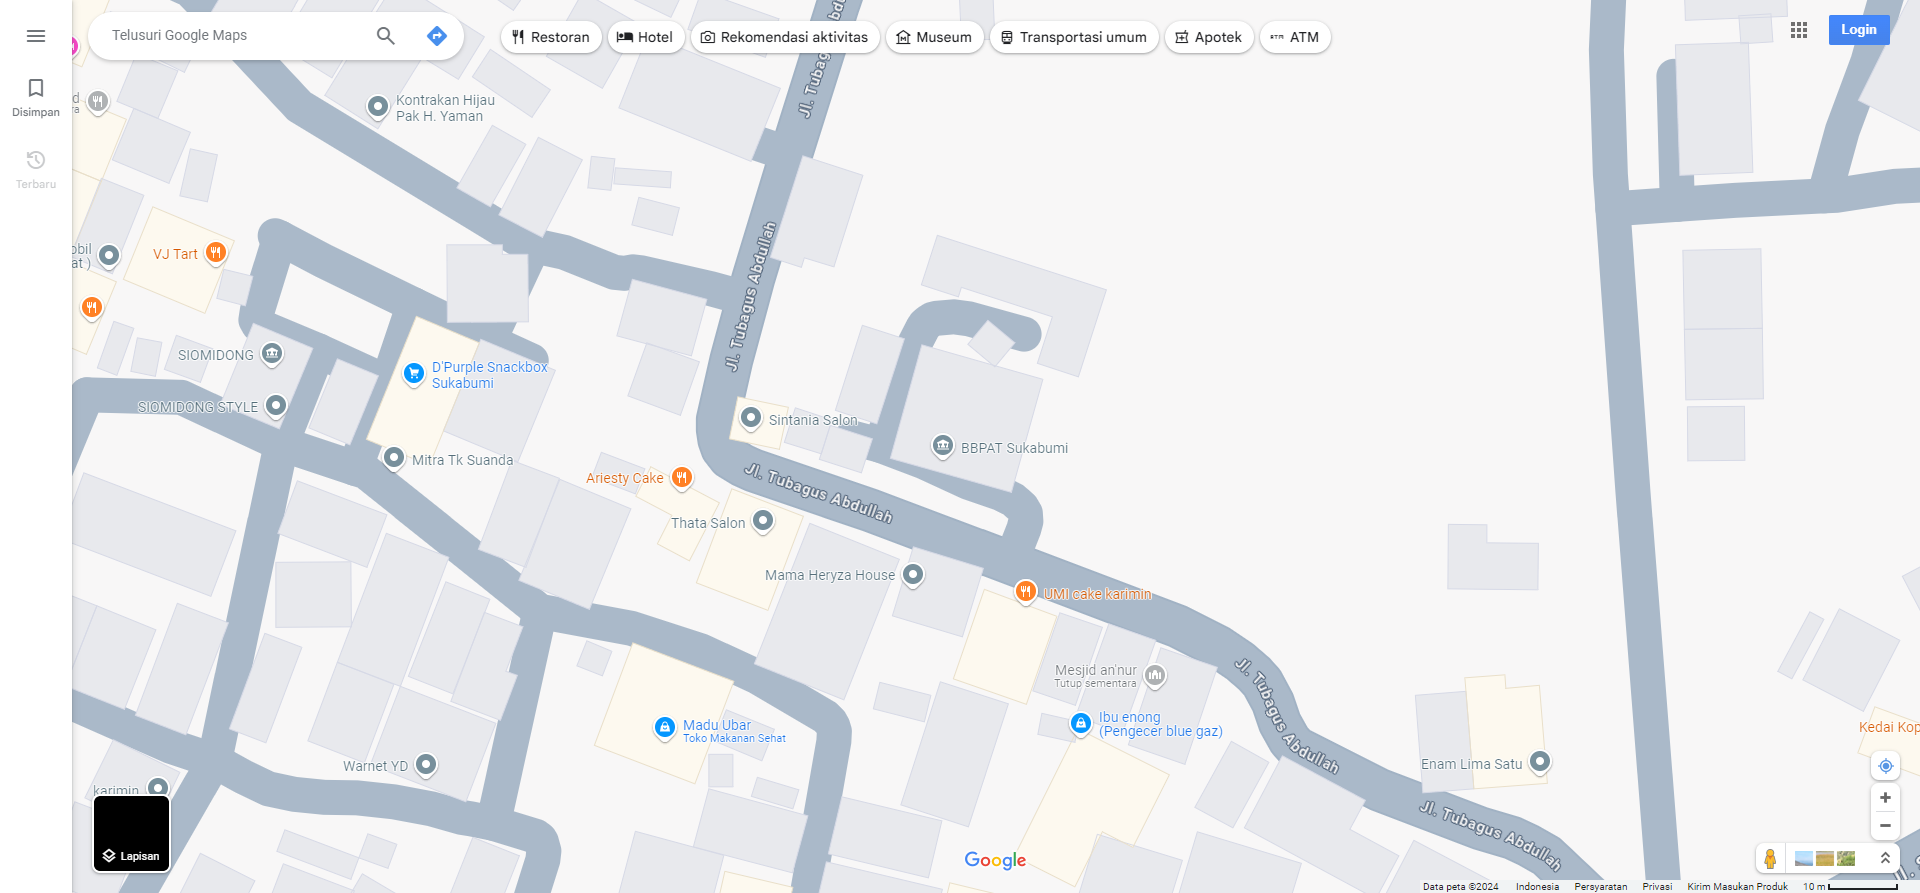 Telusuri Google Maps
Restoran
Hotel
Rekomendasi aktivitas
Museum
Transportasi umum
Apotek
ATM
Login
Disimpan
Terbaru
Kontrakan Hijau
Pak H. Yaman
Jl. Tubagus Abdullah
VJ Tart
obil
at )
SIOMIDONG
D'Purple Snackbox
Sukabumi
SIOMIDONG STYLE
Mitra Tk Suanda
Sintania Salon
BBPAT Sukabumi
Ariesty Cake
Jl. Tubagus Abdullah
Thata Salon
Mama Heryza House
UMI cake karimin
Mesjid an'nur
Tutup sementara
Jl. Tubagus Abdullah
Ibu enong
(Pengecer blue gaz)
Madu Ubar
Toko Makanan Sehat
Warnet YD
karimin
Kedai Kop
Enam Lima Satu
Jl. Tubagus Abdullah
Lapisan
Google
Data peta ©2024
Indonesia
Persyaratan
Privasi
Kirim Masukan Produk
10 m